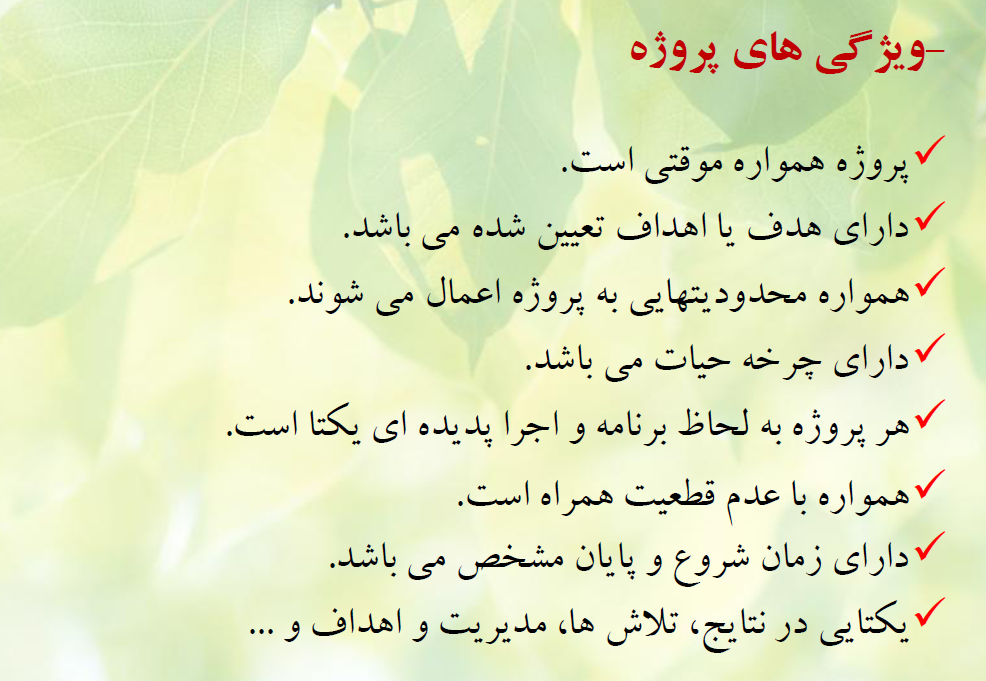 -ویژگی های پروژه
✓پروژه همواره موقتی است.
✓دارای هدف یا اهداف تعیین شده می باشد.
✓همواره محدودیتهایی به پروژه اعمال می شوند.
✓دارای چرخه حیات می باشد.
✓هر پروژه به لحاظ برنامه و اجرا پدیده ای یکتا است.
✓همواره با عدم قطعیت همراه است.
✓دارای زمان شروع و پایان مشخص می باشد.
✓یکتایی در نتایج، تلاش ها، مدیریت و اهداف و ...